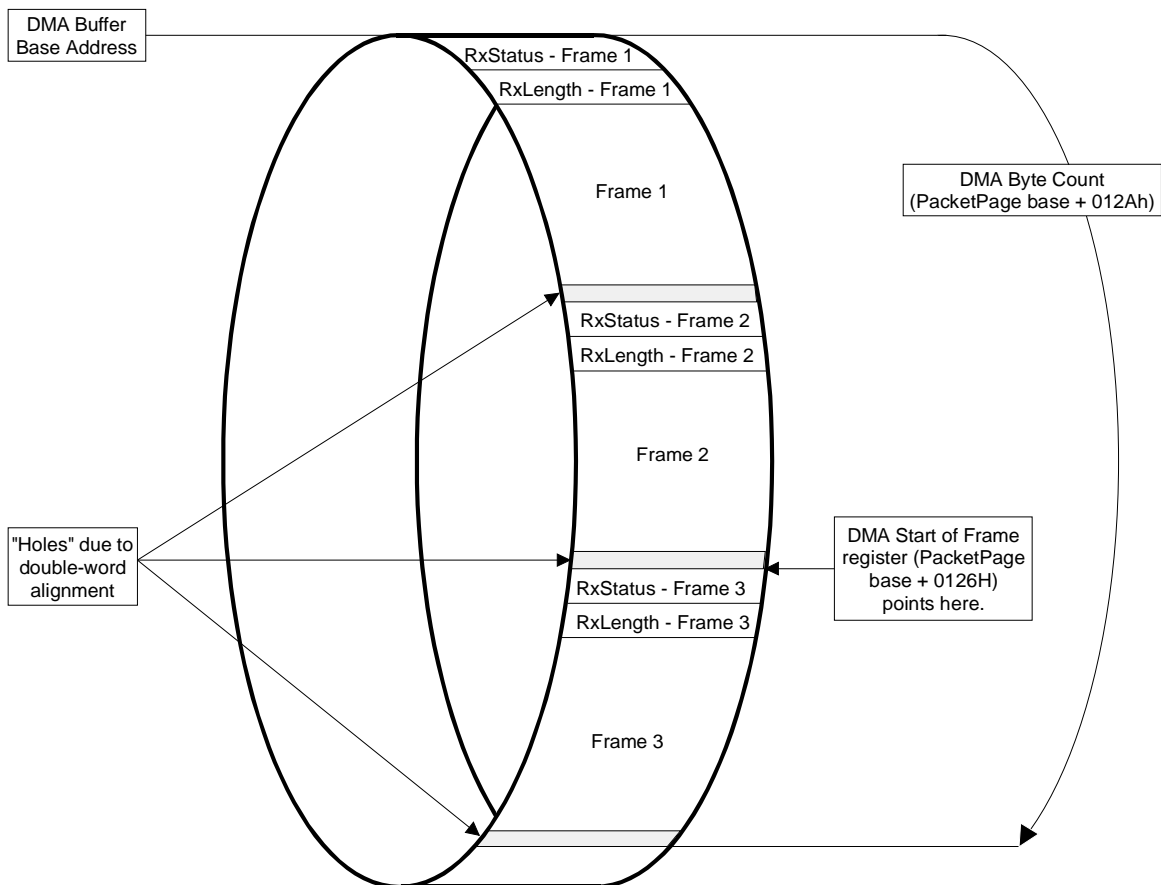 DMA Buffer
Base Address
RxStatus - Frame 1
RxLength - Frame 1
Frame 1
DMA Byte Count
(PacketPage base + 012Ah)
RxStatus - Frame 2
RxLength - Frame 2
Frame 2
"Holes" due to
double-word
alignment
DMA Start of Frame
register (PacketPage
base + 0126H)
points here.
RxStatus - Frame 3
RxLength - Frame 3
Frame 3